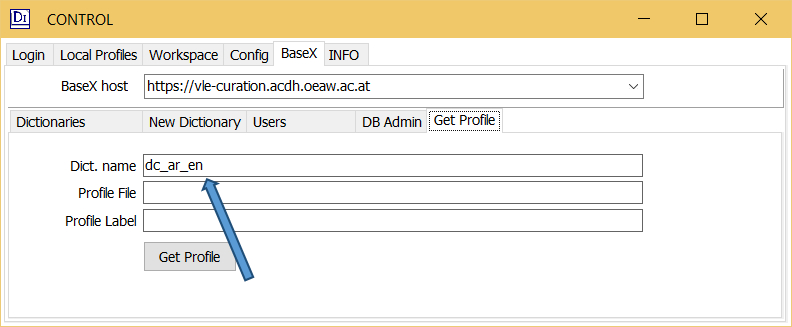 DI CONTROL
Login Local Profiles Workspace Config BaseX INFO
BaseX host https://vle-curation.acdh.oeaw.ac.at
Dictionaries New Dictionary Users DB Admin Get Profile
Dict. name dc_ar_en
Profile File
Profile Label
Get Profile